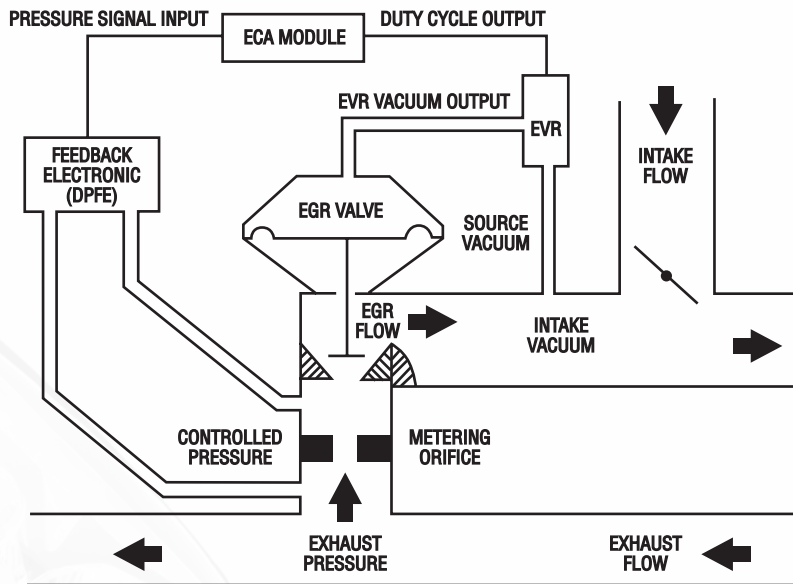 PRESSURE SIGNAL INPUT
DUTY CYCLE OUTPUT
ECA MODULE
EVR VACUUM OUTPUT
EVR
FEEDBACK
ELECTRONIC
(DPFE)
INTAKE
FLOW
EGR VALVE
SOURCE
VACUUM
EGR
FLOW
INTAKE
VACUUM
CONTROLLED
PRESSURE
METERING
ORIFICE
EXHAUST
PRESSURE
EXHAUST
FLOW